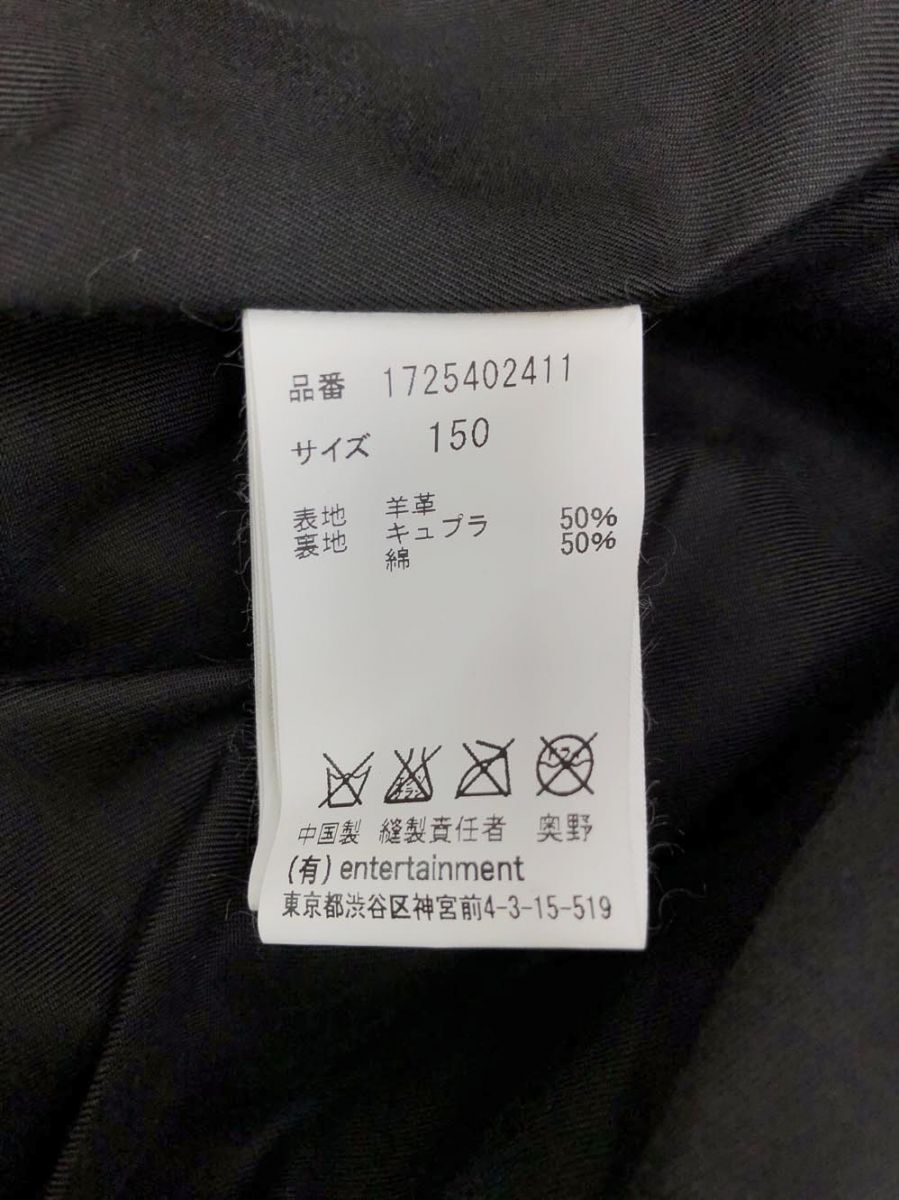 品番 1725402411
サイズ 150
表地 羊革
裏地 キュプラ 50%
綿 50%
中国製 縫製責任者 奥野
(有) entertainment
東京都渋谷区神宮前4-3-15-519